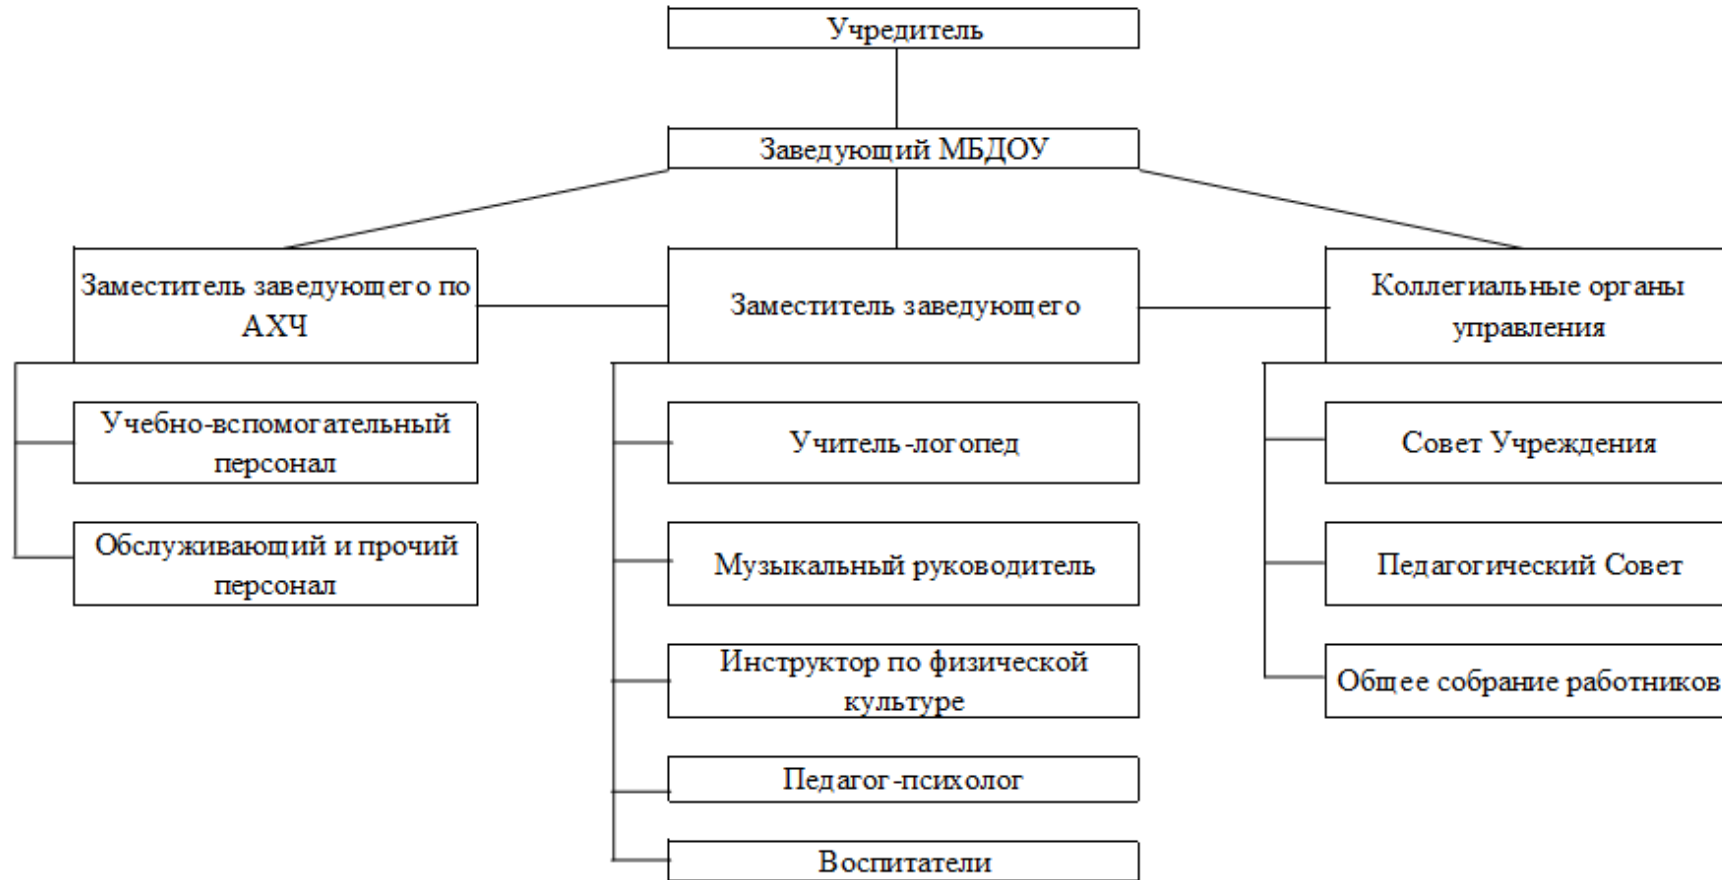 Учредитель
Заведующий МБДОУ
Заместитель заведующего по
АХЧ
Заместитель заведующего
Коллегиальные органы
управления
Учебно-вспомогательный
персонал
Учитель-логопед
Совет Учреждения
Обслуживающий и прочий
персонал
Музыкальный руководитель
Педагогический Совет
Инструктор по физической
культуре
Общее собрание работников
Педагог-психолог
Воспитатели